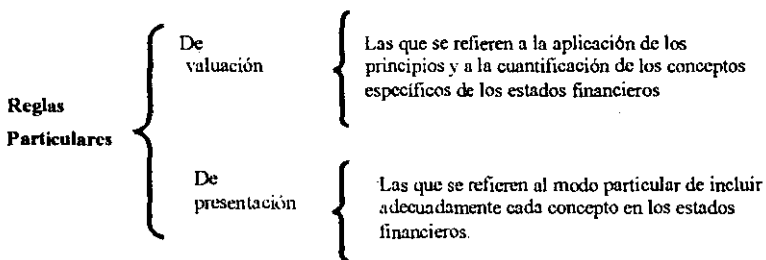 De
valuación
Las que se refieren a la aplicación de los
principios y a la cuantificación de los conceptos
específicos de los estados financieros
Reglas
Particulares
De
presentación
Las que se refieren al modo particular de incluir
adecuadamente cada concepto en los estados
financieros.